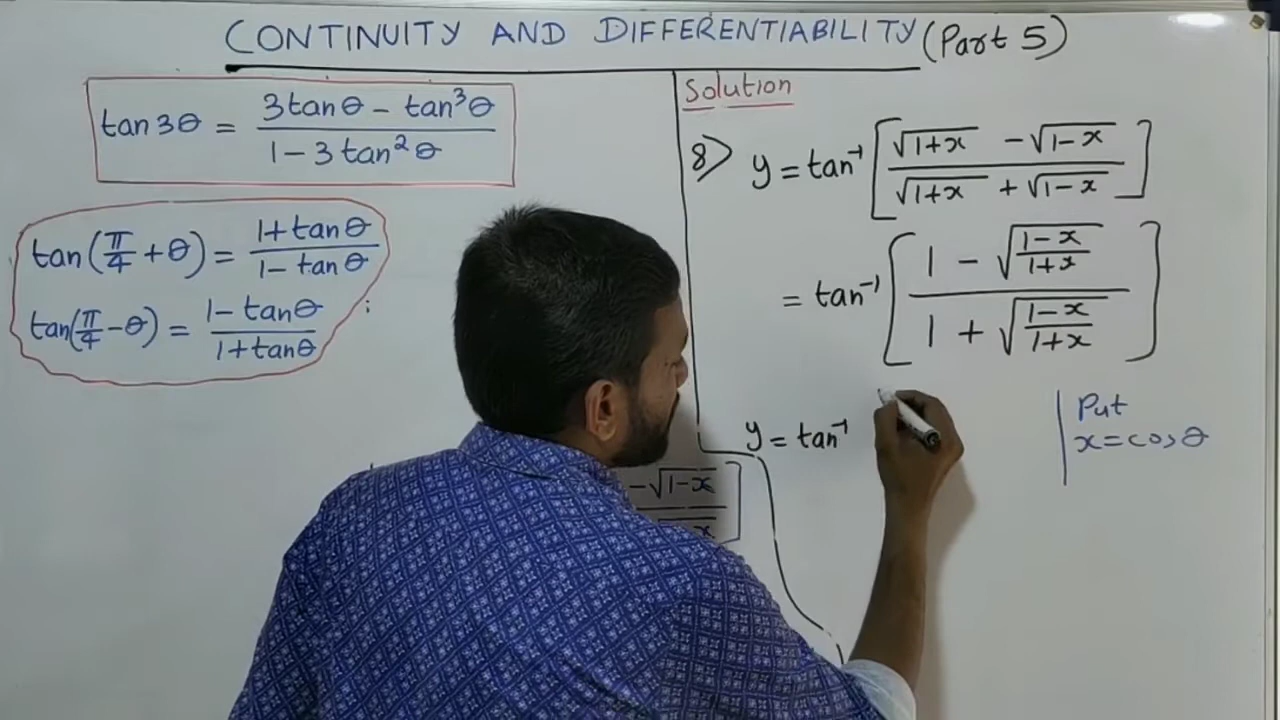 CONTINUITY AND DIFFERENTIABILITY (Part 5)
tan 3θ = (3tanθ − tan³θ)/(1 − 3tan²θ)
tan(π/4 + θ) = (1 + tanθ)/(1 − tanθ)
tan(π/4 − θ) = (1 − tanθ)/(1 + tanθ)
Solution
8> y = tan⁻¹ [(√(1+x) − √(1−x))/(√(1+x) + √(1−x))]
= tan⁻¹ [(1 − √((1−x)/(1+x)))/(1 + √((1−x)/(1+x)))]
Put
x = cosθ
y = tan⁻¹
−√(1−x)]